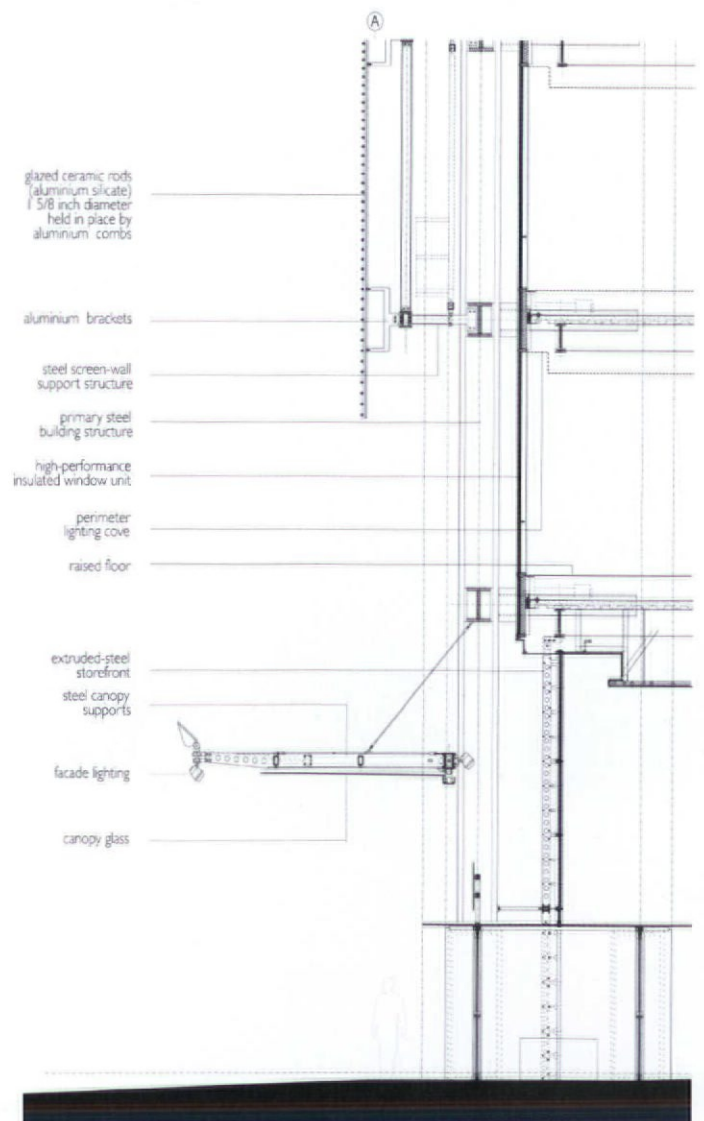 A
glazed ceramic rods
(aluminium silicate)
1 5/8 inch diameter
held in place by
aluminium combs
aluminium brackets
steel screen-wall
support structure
primary steel
building structure
high-performance
insulated window unit
perimeter
lighting cove
raised floor
extruded-steel
storefront
steel canopy
supports
facade lighting
canopy glass